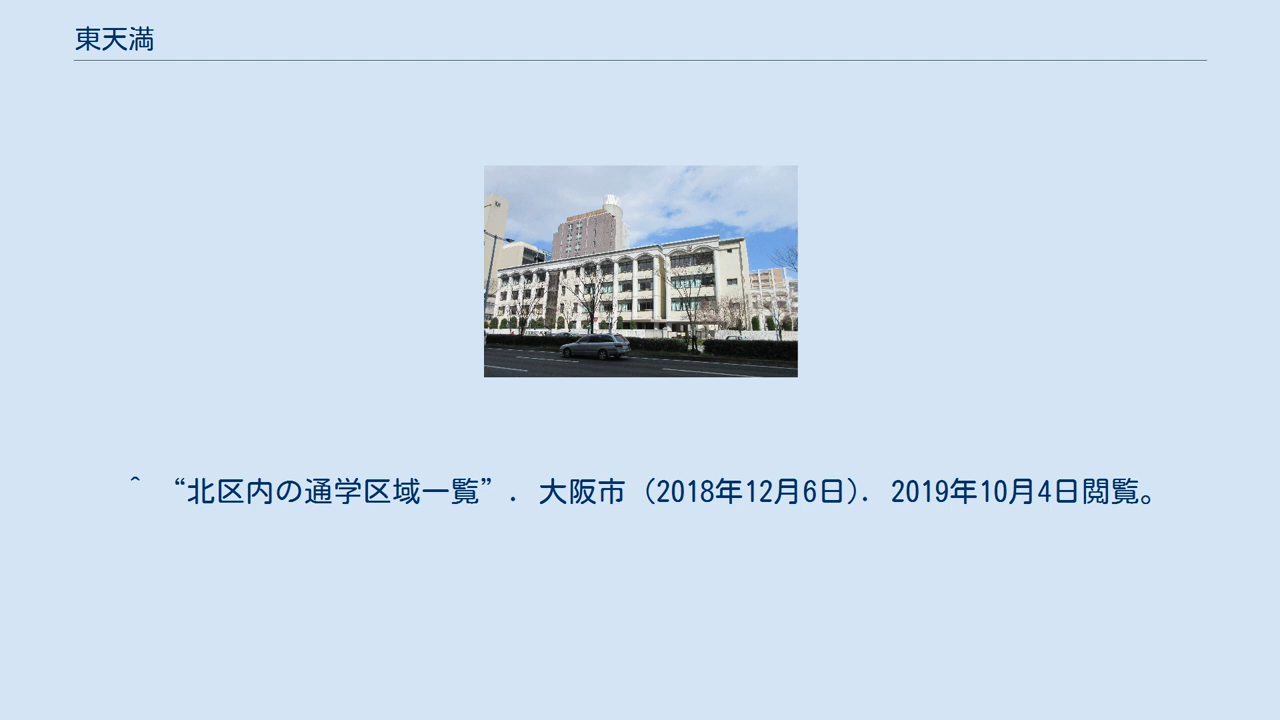 東天満
^ “北区内の通学区域一覧”. 大阪市 (2018年12月6日). 2019年10月4日閲覧。